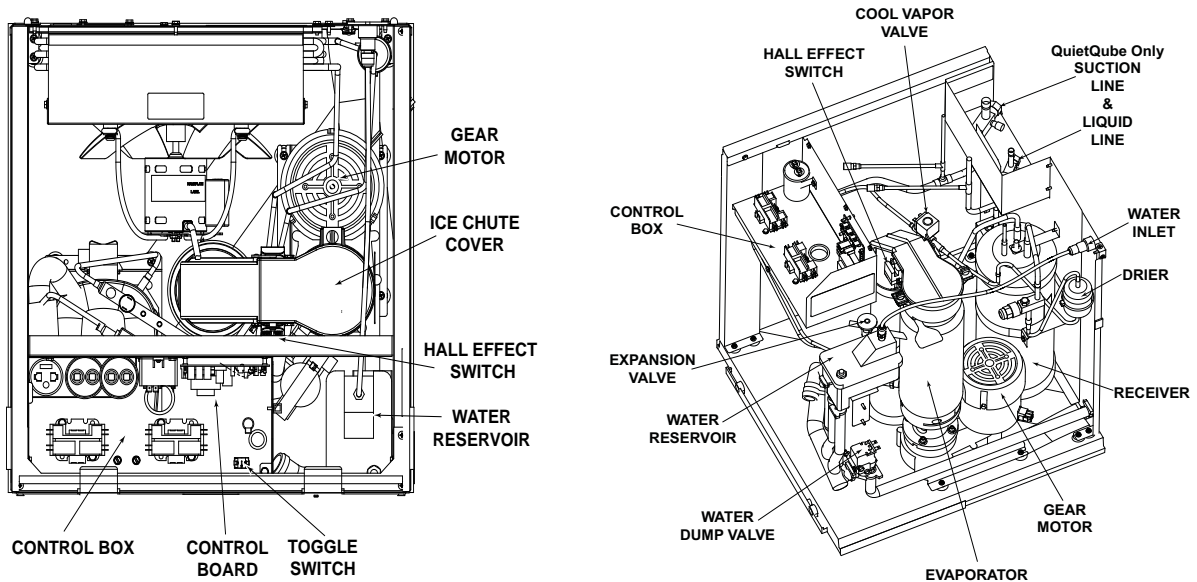 GEAR
MOTOR
ICE CHUTE
COVER
HALL EFFECT
SWITCH
WATER
RESERVOIR
CONTROL BOX
CONTROL
BOARD
TOGGLE
SWITCH
COOL VAPOR
VALVE
HALL EFFECT
SWITCH
QuietQube Only
SUCTION
LINE
&
LIQUID
LINE
CONTROL
BOX
WATER
INLET
DRIER
EXPANSION
VALVE
RECEIVER
WATER
RESERVOIR
WATER
DUMP VALVE
GEAR
MOTOR
EVAPORATOR